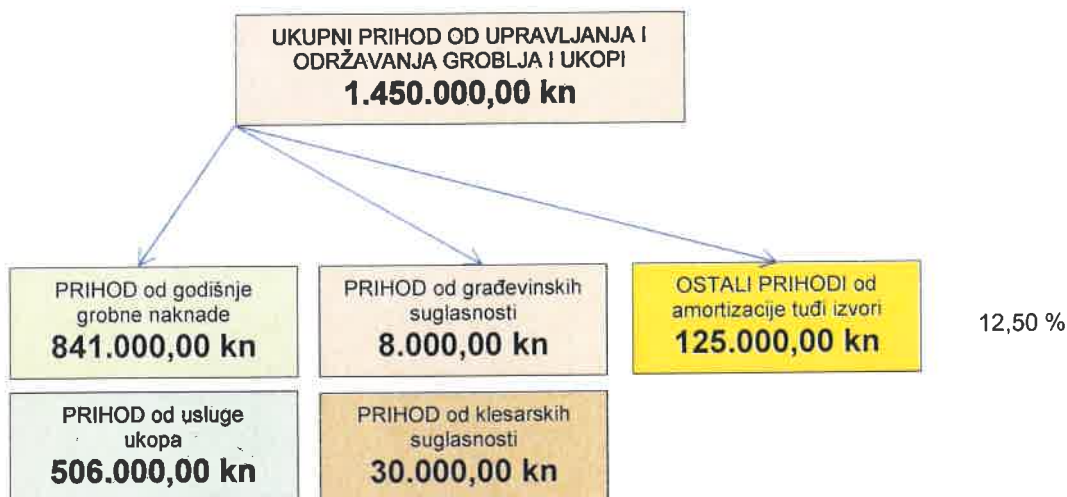 UKUPNI PRIHOD OD UPRAVLJANJA I
ODRŽAVANJA GROBLJA I UKOPI
1.450.000,00 kn
PRIHOD od godišnje
grobne naknade
841.000,00 kn
PRIHOD od građevinskih
suglasnosti
8.000,00 kn
OSTALI PRIHODI od
amortizacije tuđi izvori
125.000,00 kn
12,50 %
PRIHOD od usluge
ukopa
506.000,00 kn
PRIHOD od klesarskih
suglasnosti
30.000,00 kn